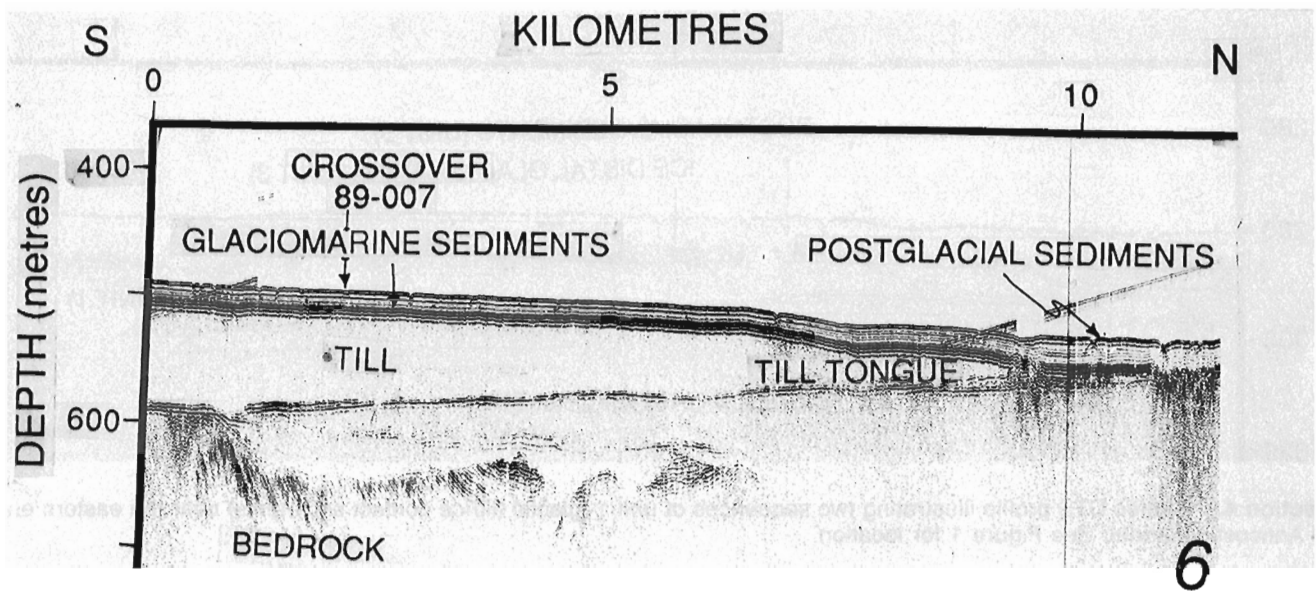 KILOMETRES
S
N
0
5
10
400
CROSSOVER
89-007
GLACIOMARINE SEDIMENTS
POSTGLACIAL SEDIMENTS
DEPTH (metres)
TILL
TILL TONGUE
600
BEDROCK
6